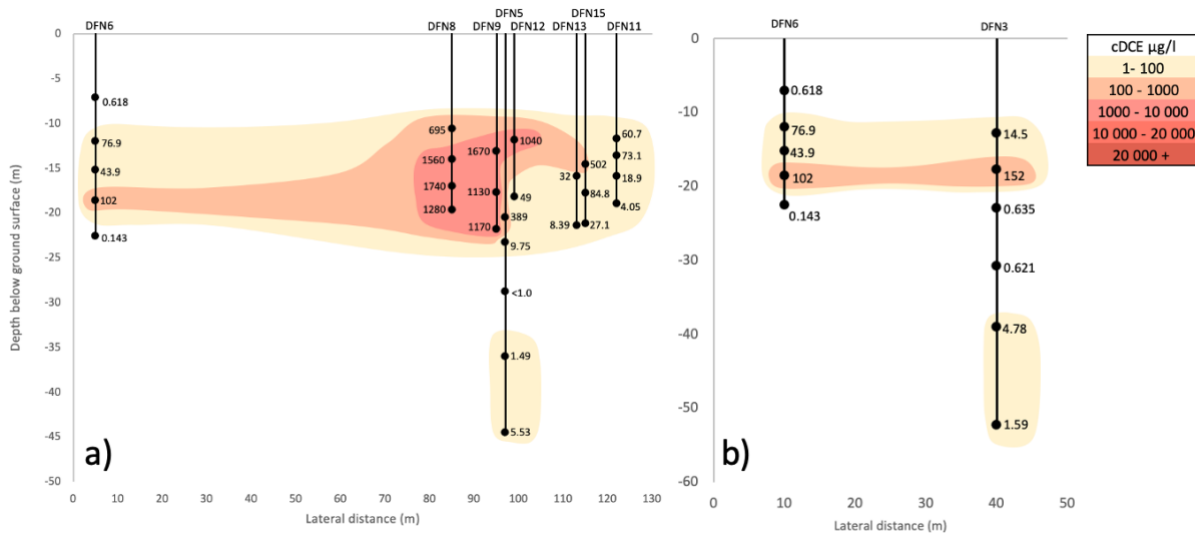 DFN5
DFN15
DFN6
DFN8
DFN9
DFN12
DFN13
DFN11
0
-5
-10
-15
-20
-25
-30
-35
-40
-45
-50
Depth below ground surface (m)
0.618
76.9
43.9
102
0.143
695
1560
1740
1280
1670
1130
1170
389
9.75
<1.0
1.49
5.53
1040
49
32
8.39
502
84.8
27.1
60.7
73.1
18.9
4.05
a)
0 10 20 30 40 50 60 70 80 90 100 110 120 130
Lateral distance (m)
DFN6
DFN3
0
-10
-20
-30
-40
-50
-60
0.618
76.9
43.9
102
0.143
14.5
152
0.635
0.621
4.78
1.59
b)
0 10 20 30 40 50
Lateral distance (m)
cDCE µg/l
1- 100
100 - 1000
1000 - 10 000
10 000 - 20 000
20 000 +